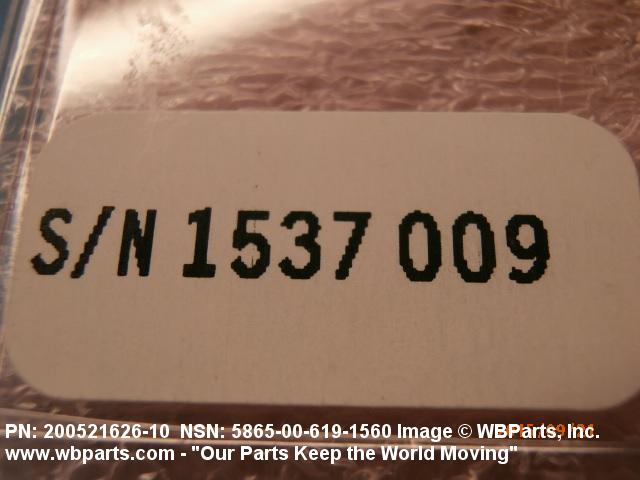 S/N 1537 009
PN: 200521626-10 NSN: 5865-00-619-1560 Image © WBParts, Inc.
www.wbparts.com - "Our Parts Keep the World Moving"